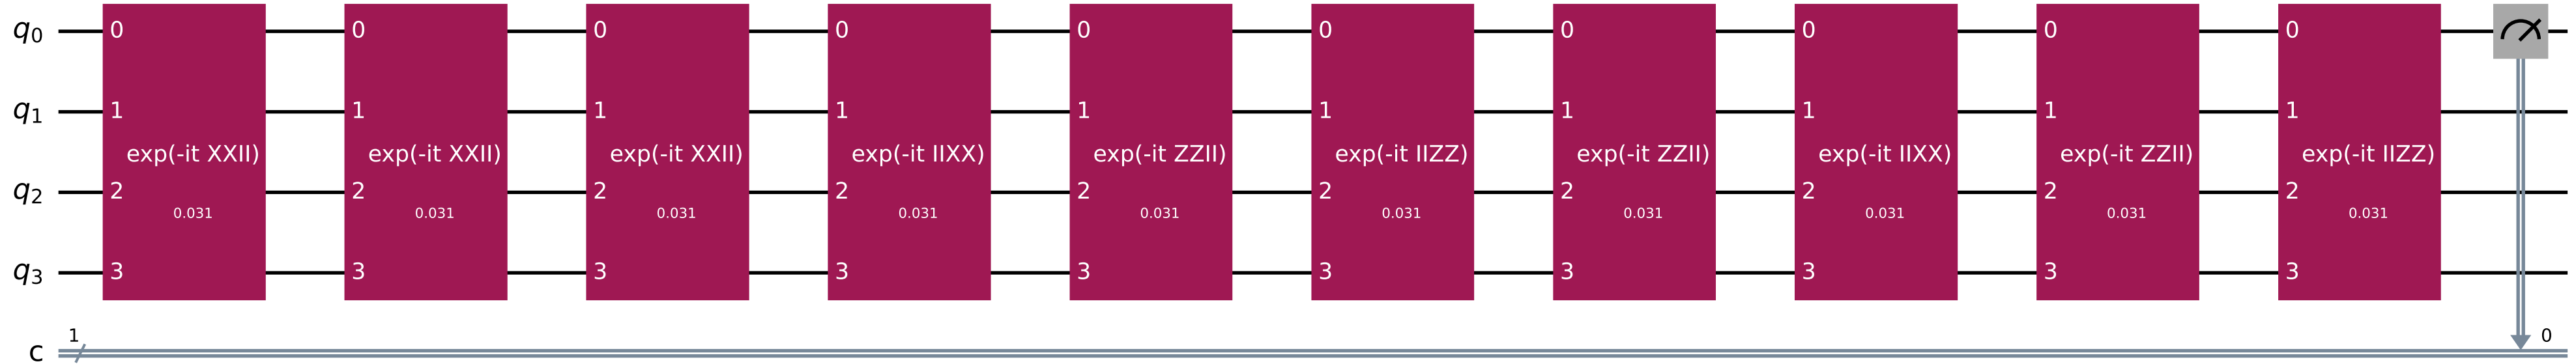 q0 0 0 0 0 0 0 0 0 0 0
q1 1 1 1 1 1 1 1 1 1 1
exp(-it XXII) exp(-it XXII) exp(-it XXII) exp(-it IIXX) exp(-it ZZII) exp(-it IIZZ) exp(-it ZZII) exp(-it IIXX) exp(-it ZZII) exp(-it IIZZ)
q2 2 2 2 2 2 2 2 2 2 2
0.031 0.031 0.031 0.031 0.031 0.031 0.031 0.031 0.031 0.031
q3 3 3 3 3 3 3 3 3 3 3
1 0
c